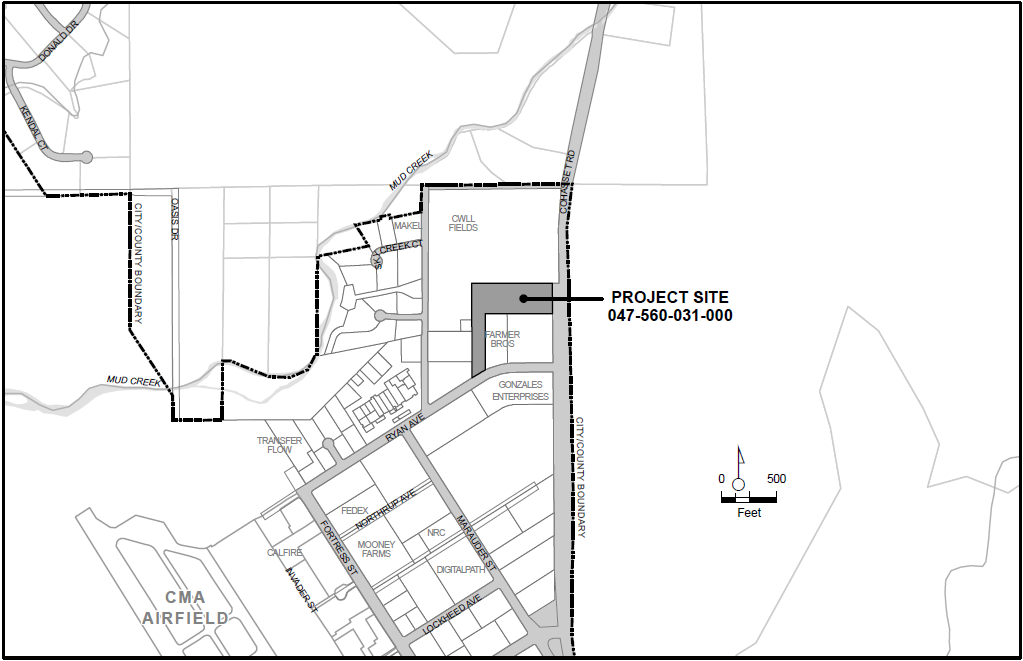 DONALD DR
KENDAL CT
MUD CREEK
COHASSET RD
OASIS DR
CITY/COUNTY BOUNDARY
MAKEL
CWLL
FIELDS
SKY CREEK CT
PROJECT SITE
047-560-031-000
FARMER
BROS
MUD CREEK
GONZALES
ENTERPRISES
RYAN AVE
TRANSFER
FLOW
CITY/COUNTY BOUNDARY
0 500
Feet
FEDEX
NORTHRUP AVE
FORTRESS ST
MARAUDER ST
NRC
MOONEY
FARMS
CALFIRE
DIGITALPATH
INVADER ST
LOCKHEED AVE
CMA
AIRFIELD